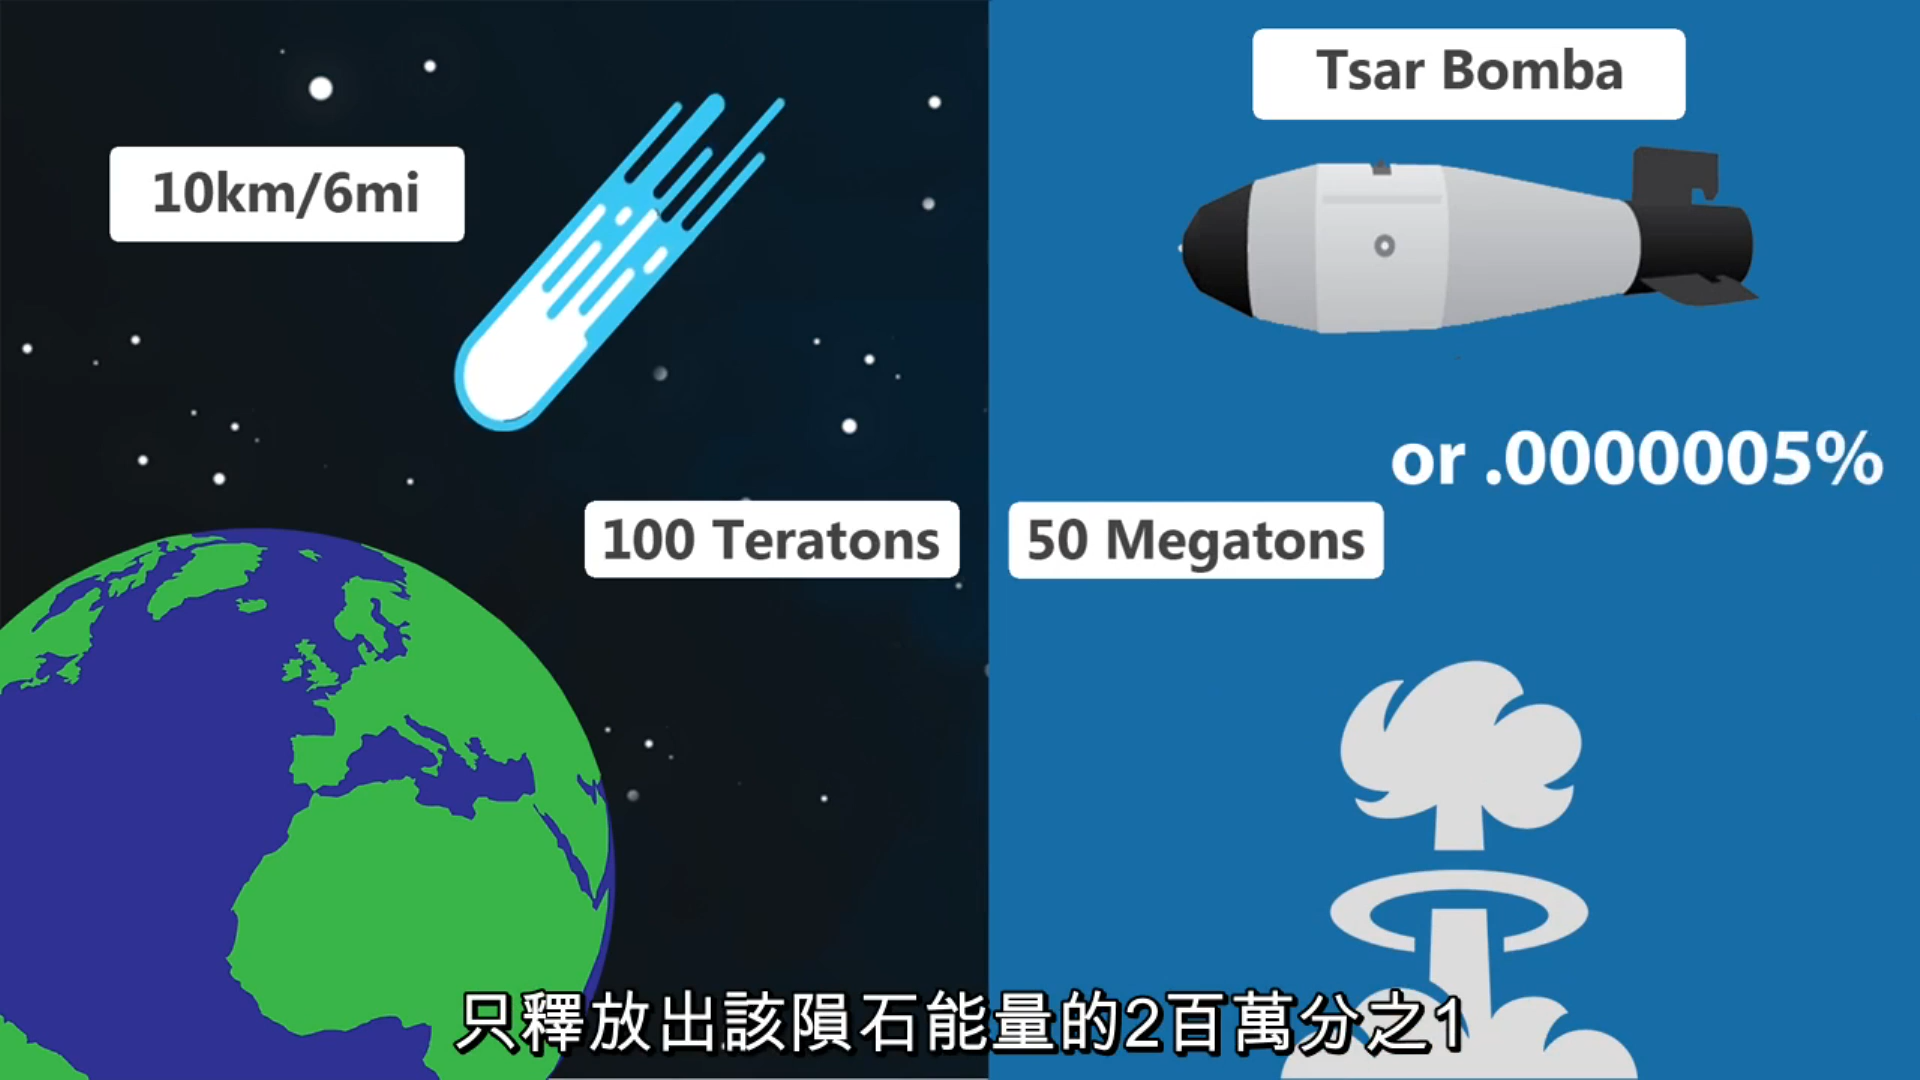 10km/6mi
100 Teratons
Tsar Bomba
or .0000005%
50 Megatons
只釋放出該隕石能量的2百萬分之1